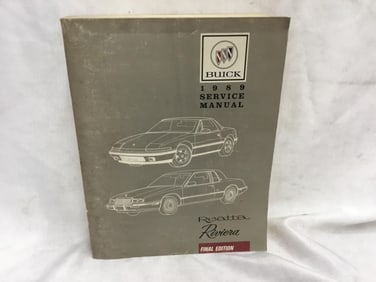 BUICK
1989
SERVICE
MANUAL
Reatta
Riviera
FINAL EDITION